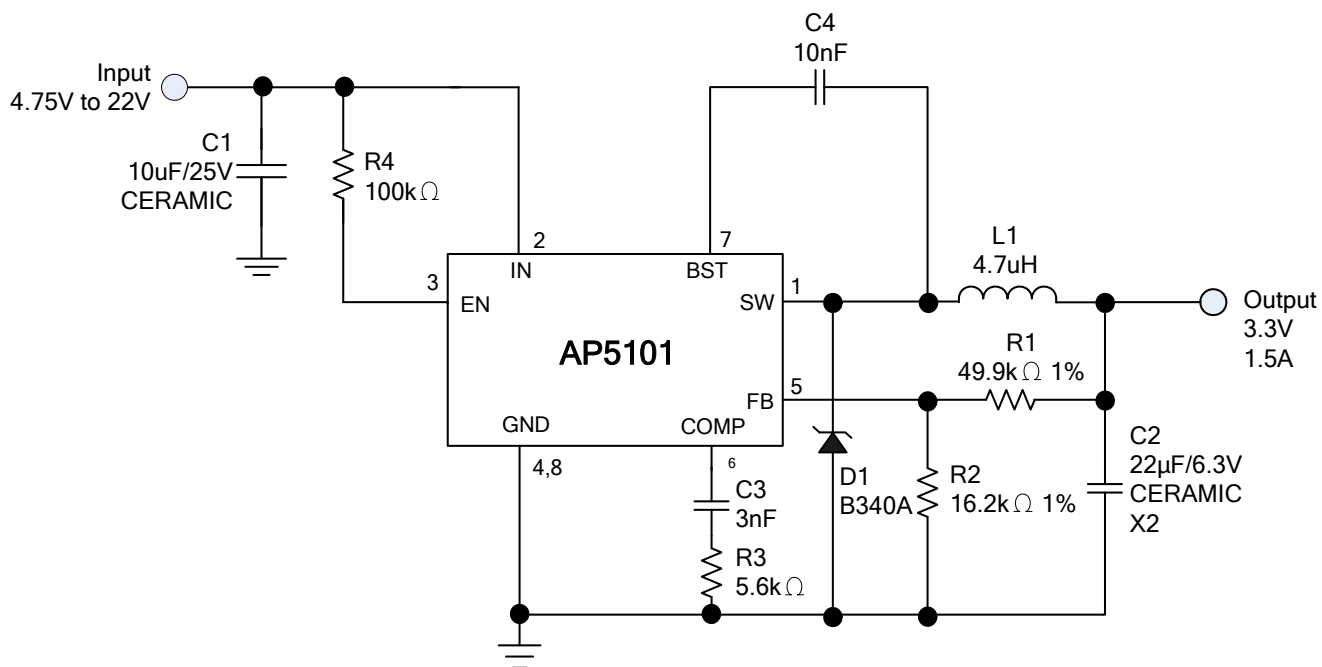 C4
10nF
Input
4.75V to 22V
C1
10uF/25V
CERAMIC
R4
100kΩ
2
7
IN
BST
3
EN
1
SW
L1
4.7uH
Output
3.3V
1.5A
AP5101
R1
49.9kΩ 1%
5
FB
GND
COMP
4,8
6
C3
3nF
R3
5.6kΩ
D1
B340A
R2
16.2kΩ 1%
C2
22µF/6.3V
CERAMIC
X2